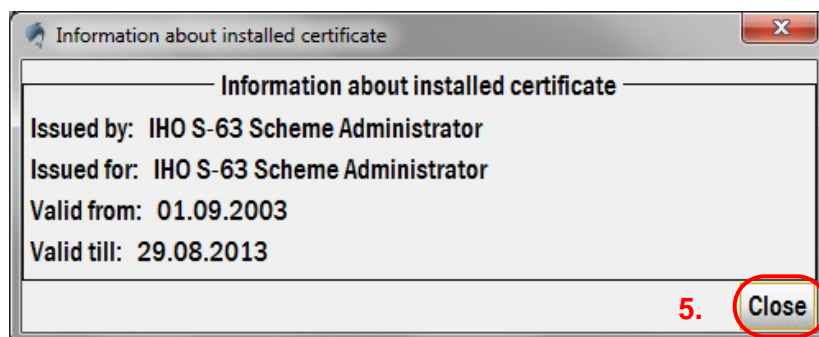 Information about installed certificate
Information about installed certificate
Issued by: IHO S-63 Scheme Administrator
Issued for: IHO S-63 Scheme Administrator
Valid from: 01.09.2003
Valid till: 29.08.2013
5. Close